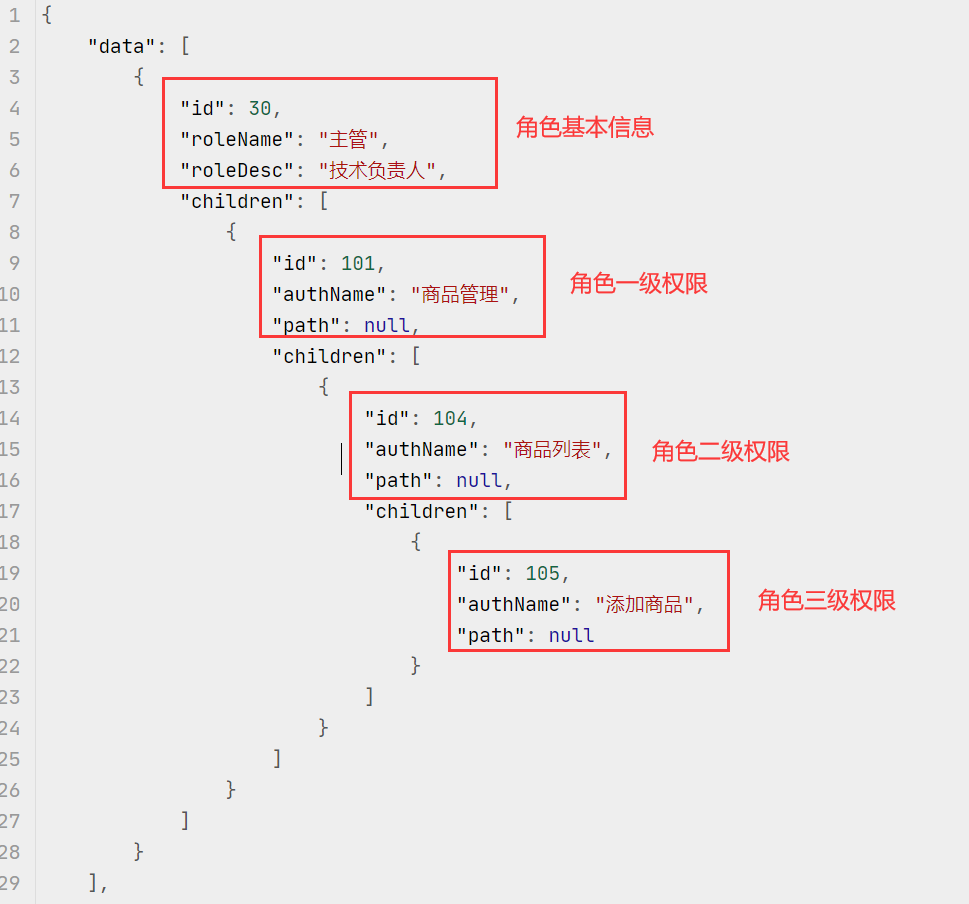 1 {
2     "data": [
3         {
4             "id": 30,
5             "roleName": "主管", 角色基本信息
6             "roleDesc": "技术负责人",
7             "children": [
8                 {
9                     "id": 101,
10                     "authName": "商品管理", 角色一级权限
11                     "path": null,
12                     "children": [
13                         {
14                             "id": 104,
15                             "authName": "商品列表", 角色二级权限
16                             "path": null,
17                             "children": [
18                                 {
19                                     "id": 105,
20                                     "authName": "添加商品", 角色三级权限
21                                     "path": null
22                                 }
23                             ]
24                         }
25                     ]
26                 }
27             ]
28         }
29     ],